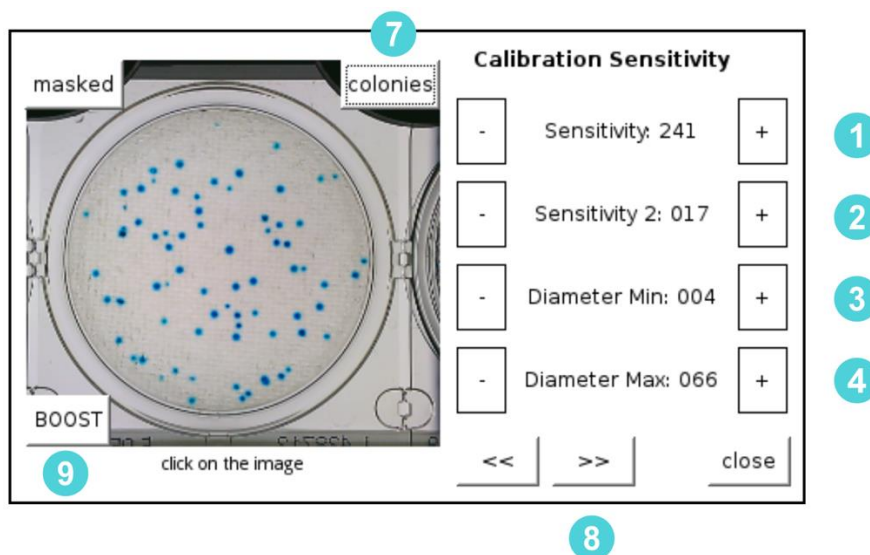 7
Calibration Sensitivity
masked
colonies
- Sensitivity: 241 + 1
- Sensitivity 2: 017 + 2
- Diameter Min: 004 + 3
- Diameter Max: 066 + 4
BOOST
<< >> close
click on the image
9
8